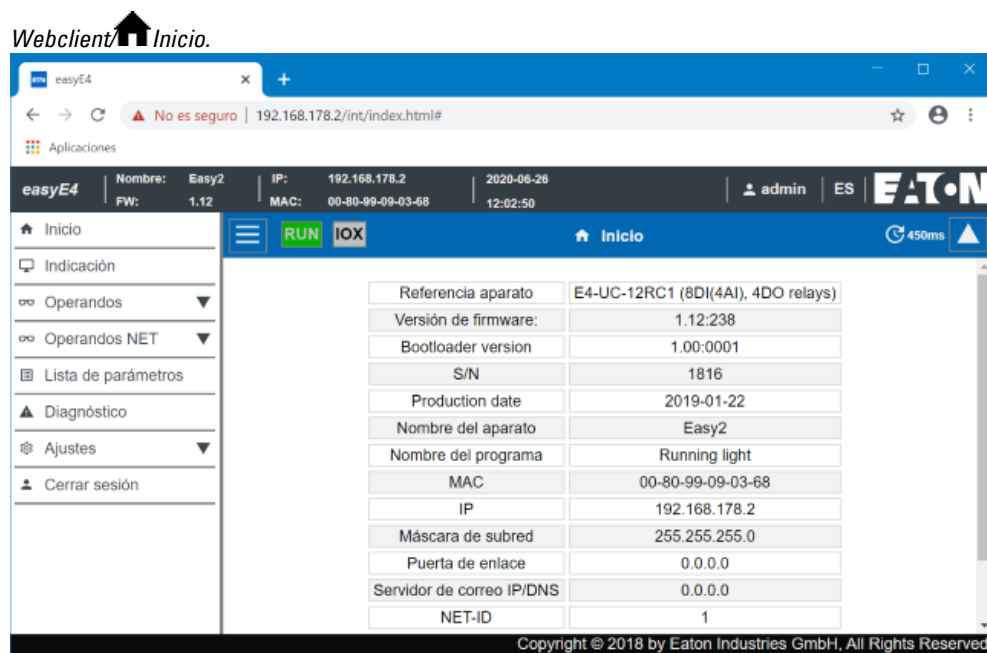 Webclient/ Inicio.
easyE4
No es seguro | 192.168.178.2/int/index.html#
Aplicaciones
easyE4
Nombre: Easy2
FW: 1.12
IP: 192.168.178.2
MAC: 00-80-99-09-03-68
2020-06-26
12:02:50
admin
ES
EATON
Inicio
Indicación
Operandos
Operandos NET
Lista de parámetros
Diagnóstico
Ajustes
Cerrar sesión
RUN IOX
Inicio
450ms
Referencia aparato E4-UC-12RC1 (8DI(4AI), 4DO relays)
Versión de firmware: 1.12:238
Bootloader version 1.00:0001
S/N 1816
Production date 2019-01-22
Nombre del aparato Easy2
Nombre del programa Running light
MAC 00-80-99-09-03-68
IP 192.168.178.2
Máscara de subred 255.255.255.0
Puerta de enlace 0.0.0.0
Servidor de correo IP/DNS 0.0.0.0
NET-ID 1
Copyright © 2018 by Eaton Industries GmbH, All Rights Reserved